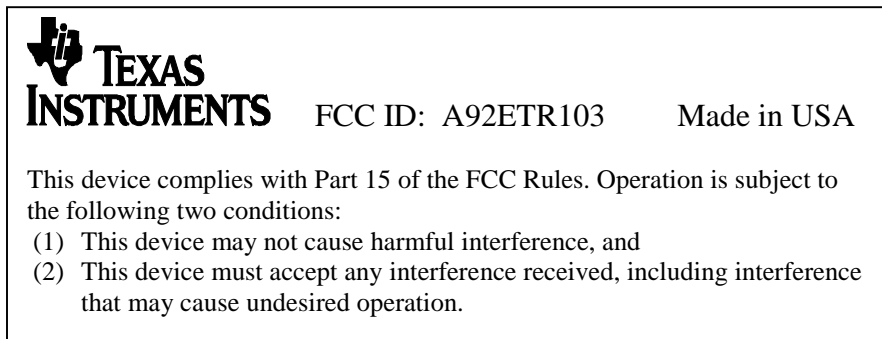 TEXAS
INSTRUMENTS FCC ID: A92ETR103 Made in USA
This device complies with Part 15 of the FCC Rules. Operation is subject to
the following two conditions:
(1) This device may not cause harmful interference, and
(2) This device must accept any interference received, including interference
that may cause undesired operation.